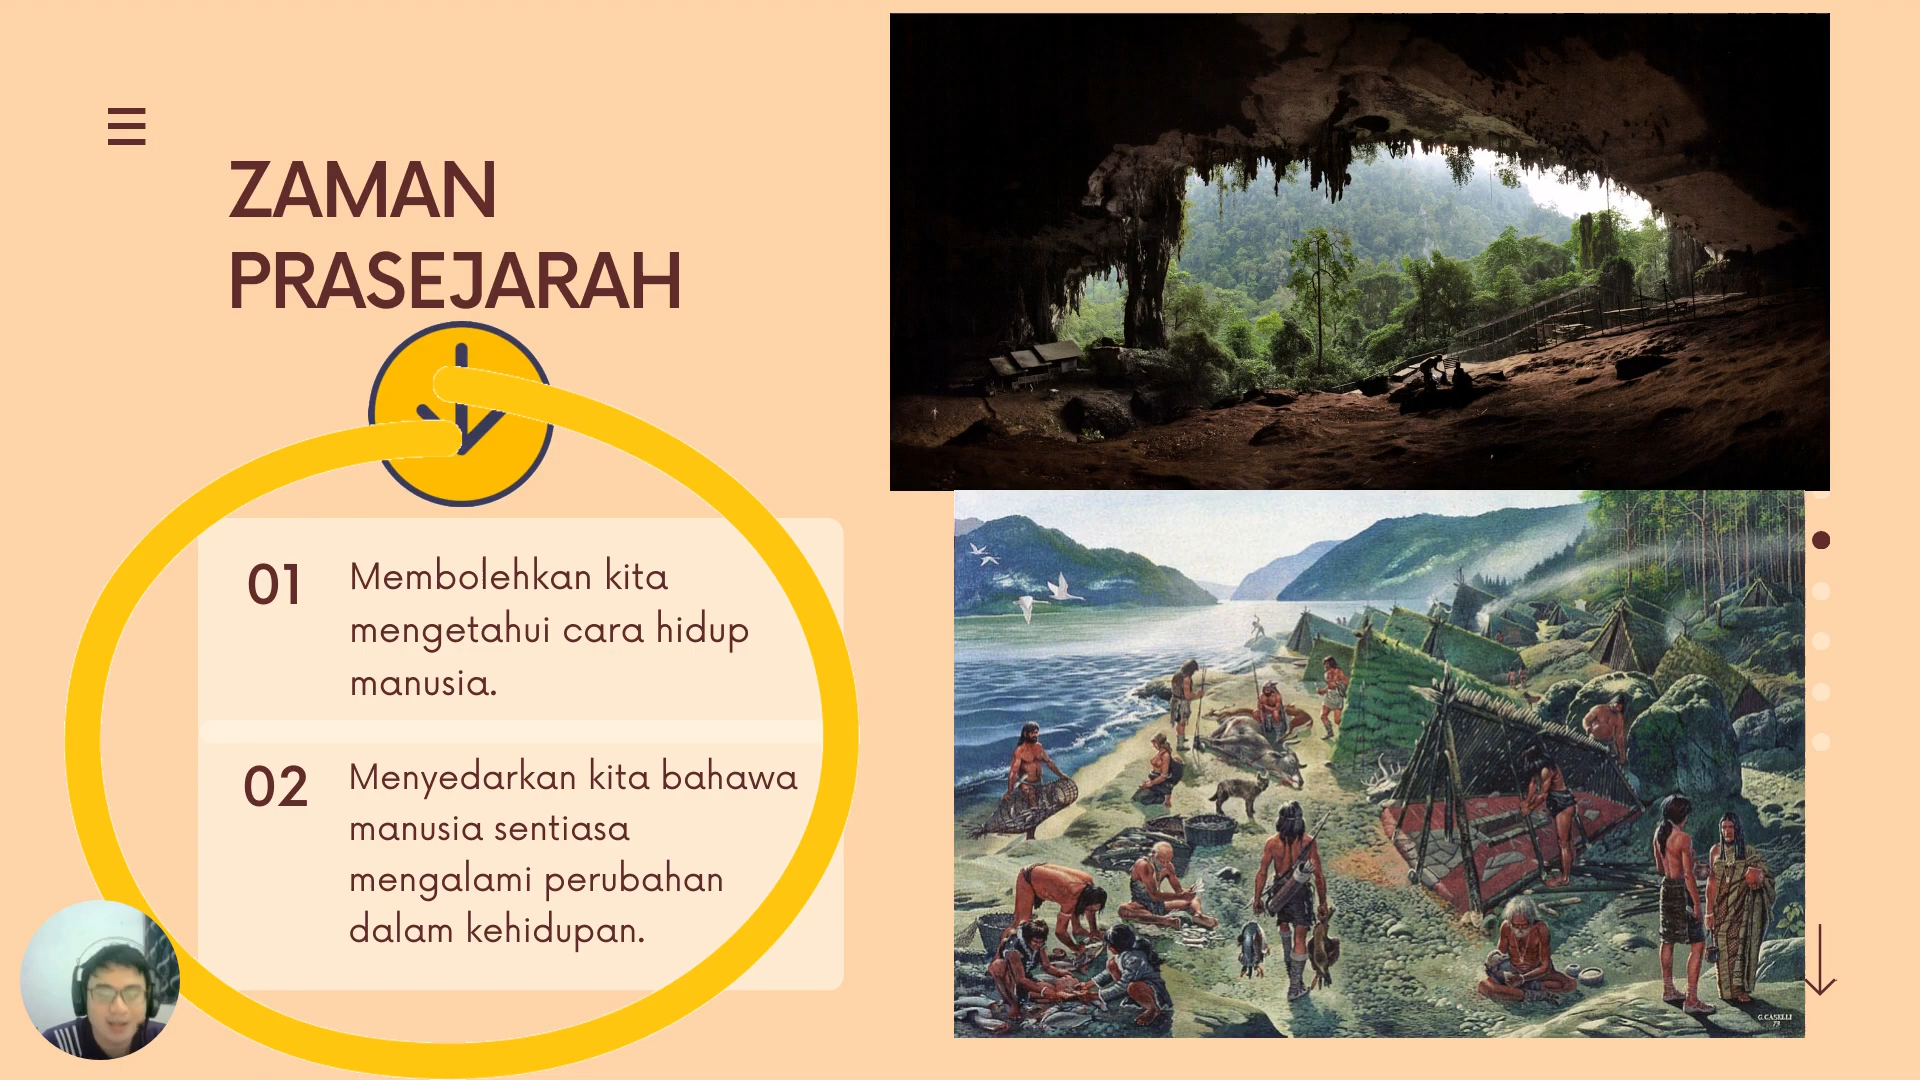 ZAMAN
PRASEJARAH
01
Membolehkan kita
mengetahui cara hidup
manusia.
02
Menyedarkan kita bahawa
manusia sentiasa
mengalami perubahan
dalam kehidupan.
G.CASELLI